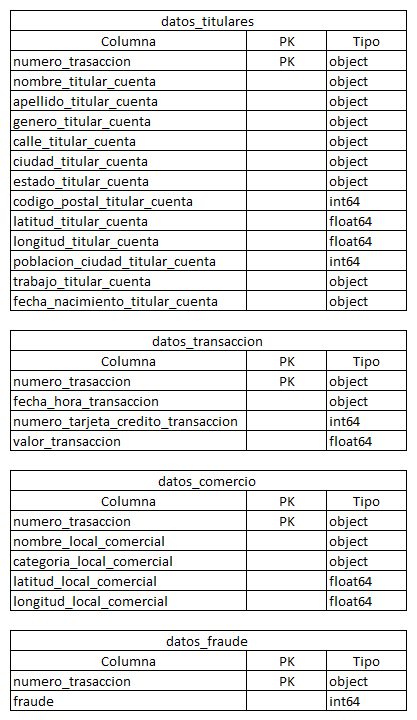 datos_titulares
Columna PK Tipo
numero_trasaccion PK object
nombre_titular_cuenta object
apellido_titular_cuenta object
genero_titular_cuenta object
calle_titular_cuenta object
ciudad_titular_cuenta object
estado_titular_cuenta object
codigo_postal_titular_cuenta int64
latitud_titular_cuenta float64
longitud_titular_cuenta float64
poblacion_ciudad_titular_cuenta int64
trabajo_titular_cuenta object
fecha_nacimiento_titular_cuenta object
datos_transaccion
Columna PK Tipo
numero_trasaccion PK object
fecha_hora_transaccion object
numero_tarjeta_credito_transaccion int64
valor_transaccion float64
datos_comercio
Columna PK Tipo
numero_trasaccion PK object
nombre_local_comercial object
categoria_local_comercial object
latitud_local_comercial float64
longitud_local_comercial float64
datos_fraude
Columna PK Tipo
numero_trasaccion PK object
fraude int64